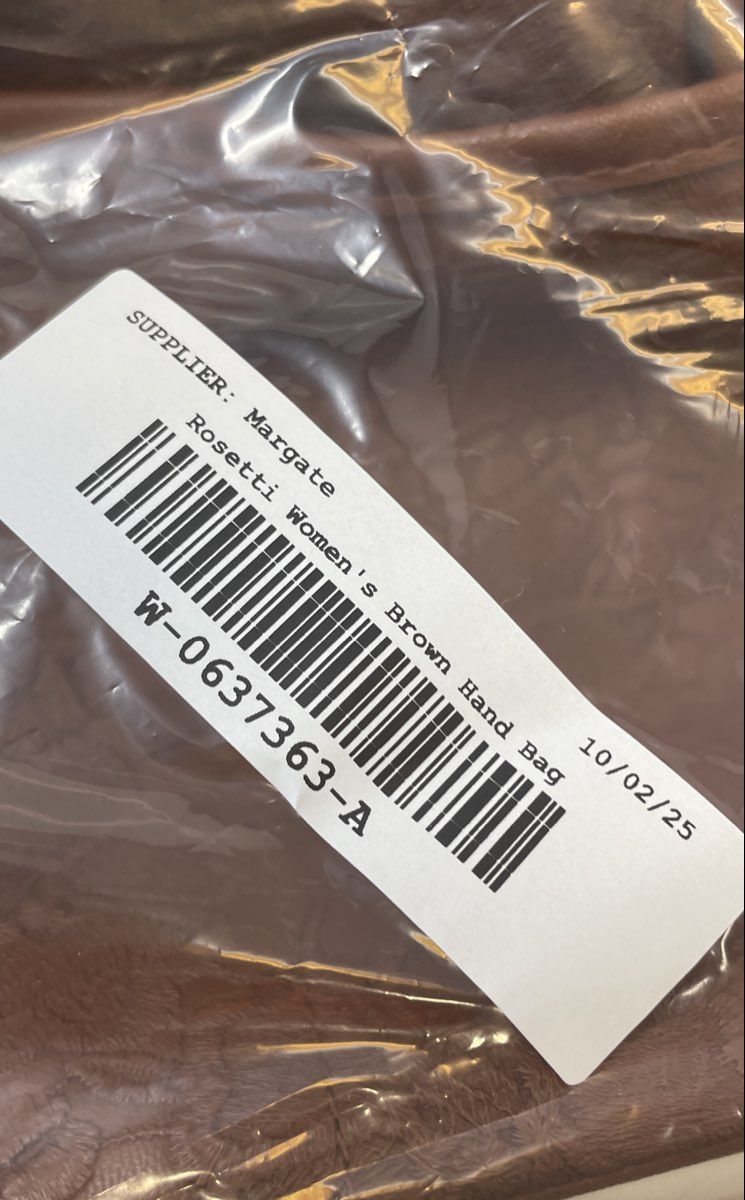 SUPPLIER: Margate
10/02/25
Rosetti Women's Brown Hand Bag
W-0637363-A